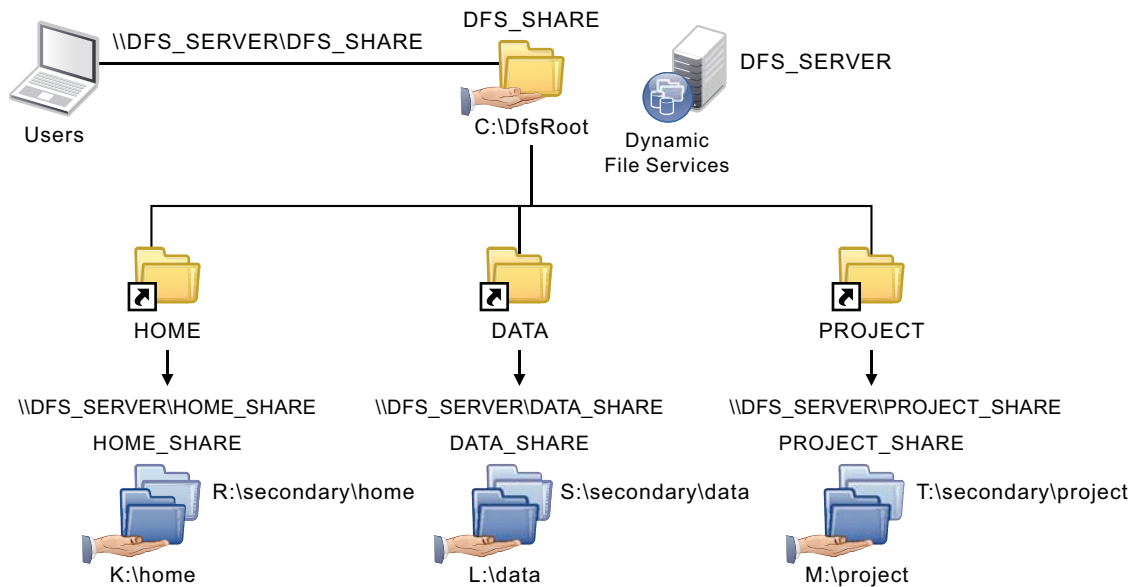 DFS_SHARE
\\DFS_SERVER\DFS_SHARE
DFS_SERVER
Users
C:\DfsRoot
Dynamic
File Services
HOME
DATA
PROJECT
\\DFS_SERVER\HOME_SHARE
\\DFS_SERVER\DATA_SHARE
\\DFS_SERVER\PROJECT_SHARE
HOME_SHARE
DATA_SHARE
PROJECT_SHARE
R:\secondary\home
S:\secondary\data
T:\secondary\project
K:\home
L:\data
M:\project